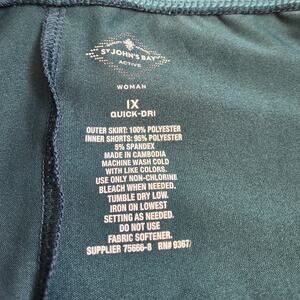 ST. JOHN'S BAY
ACTIVE
WOMAN
1X
QUICK-DRI
OUTER SKIRT: 100% POLYESTER
INNER SHORTS: 95% POLYESTER
5% SPANDEX
MADE IN CAMBODIA
MACHINE WASH COLD
WITH LIKE COLORS.
USE ONLY NON-CHLORINE
BLEACH WHEN NEEDED.
TUMBLE DRY LOW.
IRON ON LOWEST
SETTING AS NEEDED.
DO NOT USE
FABRIC SOFTENER.
SUPPLIER 75666-8 RN# 9367